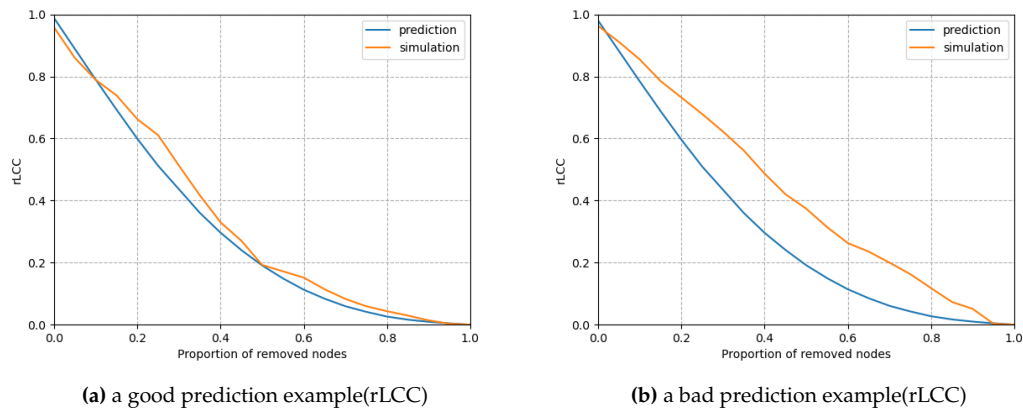 1.0
0.8
0.6
0.4
0.2
0.0
rLCC
0.0 0.2 0.4 0.6 0.8 1.0
Proportion of removed nodes
prediction
simulation
(a) a good prediction example(rLCC)
1.0
0.8
0.6
0.4
0.2
0.0
rLCC
0.0 0.2 0.4 0.6 0.8 1.0
Proportion of removed nodes
prediction
simulation
(b) a bad prediction example(rLCC)